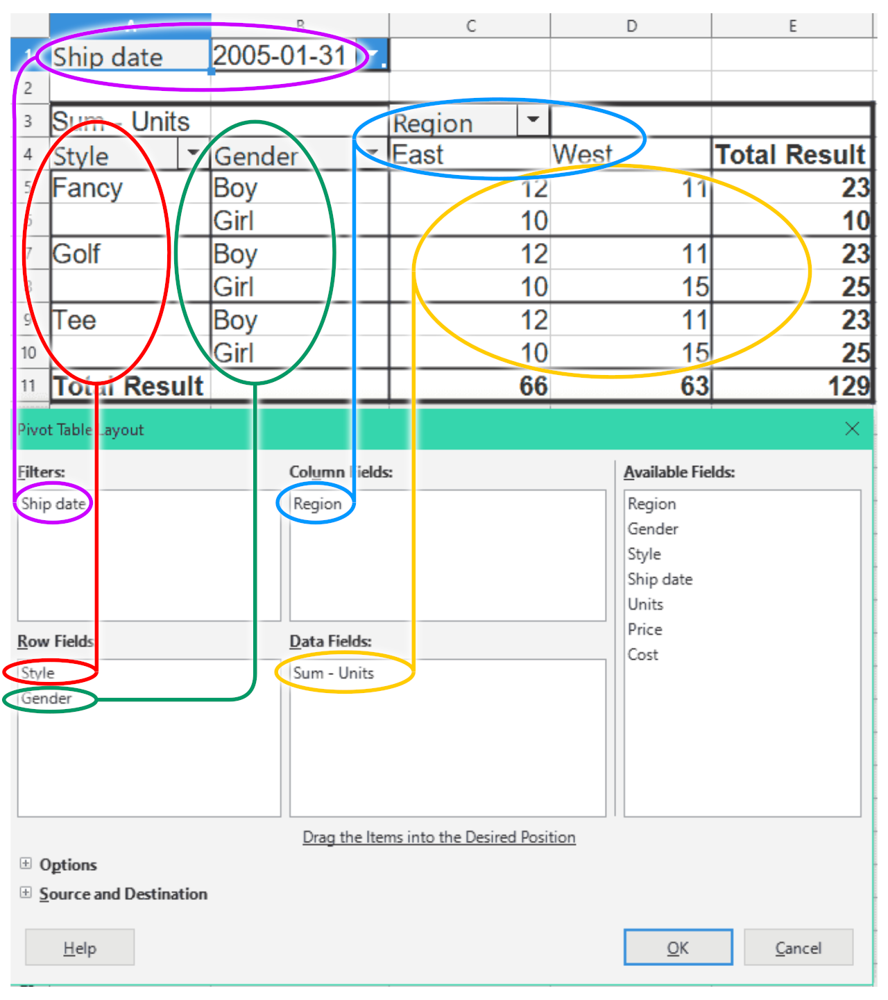 A B C D E
1 Ship date 2005-01-31
2
3 Sum - Units Region
4 Style Gender East West Total Result
5 Fancy Boy 12 11 23
6 Girl 10 10
7 Golf Boy 12 11 23
8 Girl 10 15 25
9 Tee Boy 12 11 23
10 Girl 10 15 25
11 Total Result 66 63 129
Pivot Table Layout
Filters: Column Fields: Available Fields:
Ship date Region Region
Gender
Style
Ship date
Units
Price
Row Fields Data Fields:
Cost
Style Sum - Units
Gender
Drag the Items into the Desired Position
Options
Source and Destination
Help OK Cancel